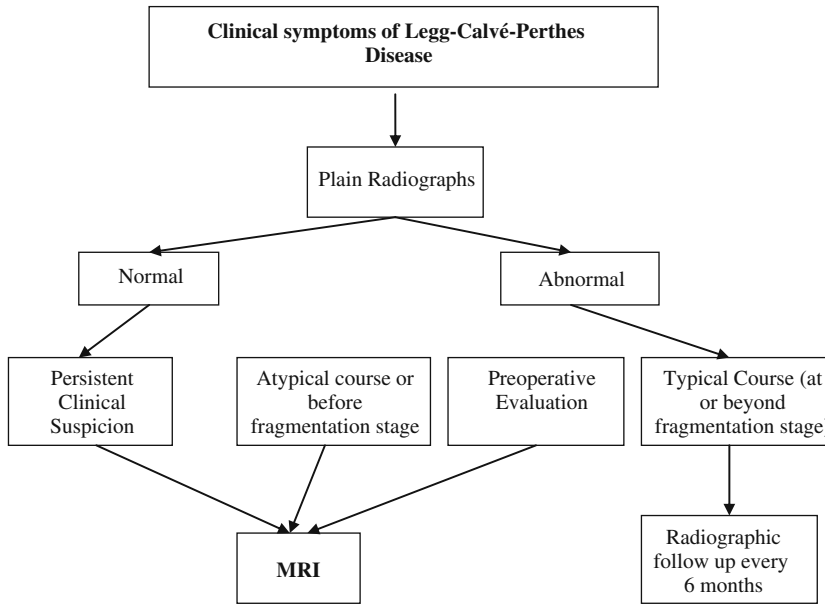 Clinical symptoms of Legg-Calvé-Perthes
Disease
Plain Radiographs
Normal
Abnormal
Persistent
Clinical
Suspicion
Atypical course or
before
fragmentation stage
Preoperative
Evaluation
Typical Course (at
or beyond
fragmentation stage)
MRI
Radiographic
follow up every
6 months